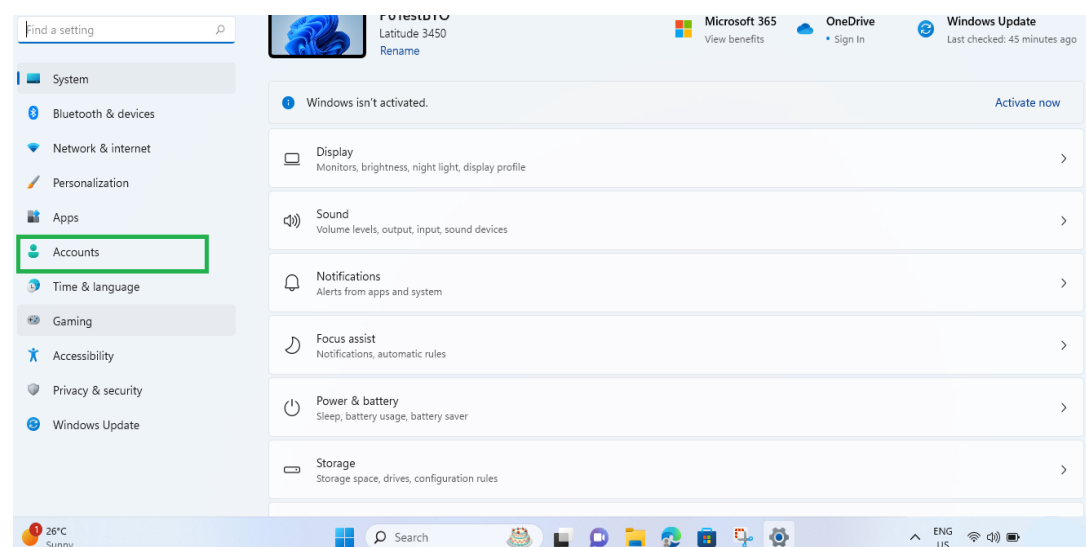 Find a setting
System
Bluetooth & devices
Network & internet
Personalization
Apps
Accounts
Time & language
Gaming
Accessibility
Privacy & security
Windows Update
Latitude 3450
Rename
Microsoft 365
View benefits
OneDrive
• Sign In
Windows Update
Last checked: 45 minutes ago
Windows isn't activated.
Activate now
Display
Monitors, brightness, night light, display profile
Sound
Volume levels, output, input, sound devices
Notifications
Alerts from apps and system
Focus assist
Notifications, automatic rules
Power & battery
Sleep, battery usage, battery saver
Storage
Storage space, drives, configuration rules
1
26°C
Sunny
Search
ENG
US